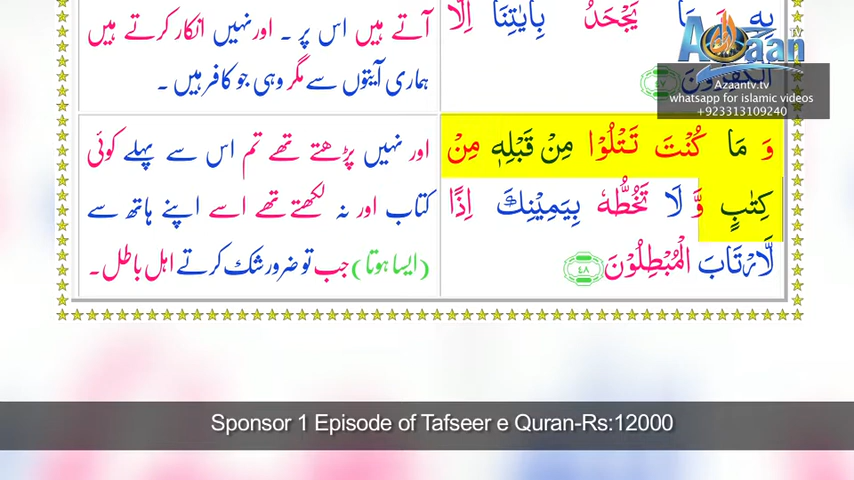 بِهٖ وَ مَا يَجْحَدُ بِاٰيٰتِنَاۤ اِلَّا
الْكٰفِرُوْنَ ﴿۴۷﴾
وَ مَا كُنْتَ تَتْلُوْا مِنْ قَبْلِهٖ مِنْ
كِتٰبٍ وَّ لَا تَخُطُّهٗ بِيَمِيْنِكَ اِذًا
لَّارْتَابَ الْمُبْطِلُوْنَ ﴿۴۸﴾
آتے ہیں اس پر ۔ اور نہیں انکار کرتے ہیں
ہماری آیتوں سے مگر وہی جو کافر ہیں ۔
اور نہیں پڑھتے تھے تم اس سے پہلے کوئی
کتاب اور نہ لکھتے تھے اسے اپنے ہاتھ سے
(ایسا ہوتا) جب تو ضرور شک کرتے اہل باطل ۔
Azaan TV
Azaantv.tv
whatsapp for islamic videos
+923313109240
Sponsor 1 Episode of Tafseer e Quran-Rs:12000